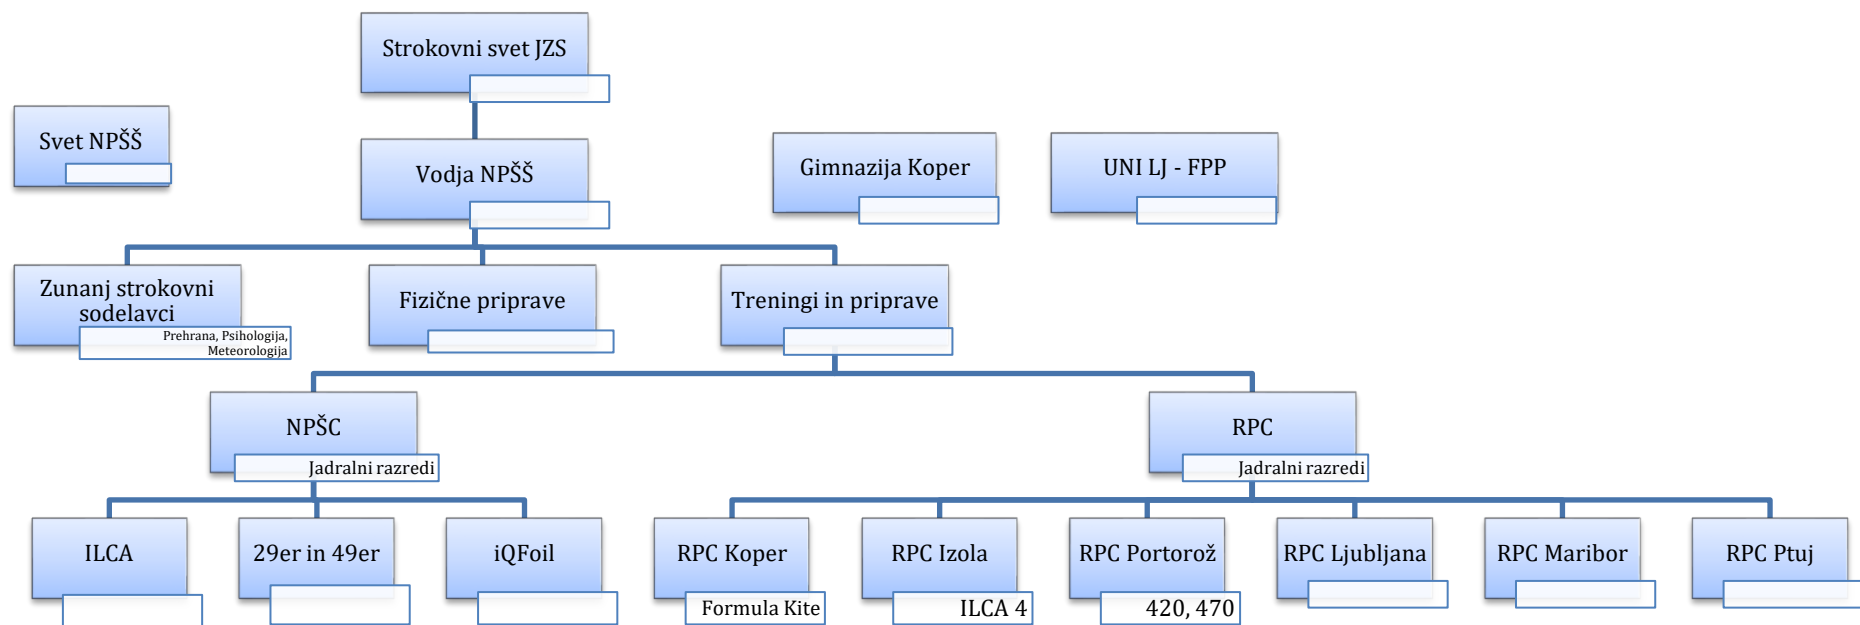 Strokovni svet JZS
Svet NPŠŠ
Vodja NPŠŠ
Gimnazija Koper
UNI LJ - FPP
Zunanj strokovni
sodelavci
Prehrana, Psihologija,
Meteorologija
Fizične priprave
Treningi in priprave
NPŠC
Jadralni razredi
RPC
Jadralni razredi
ILCA
29er in 49er
iQFoil
RPC Koper
Formula Kite
RPC Izola
ILCA 4
RPC Portorož
420, 470
RPC Ljubljana
RPC Maribor
RPC Ptuj